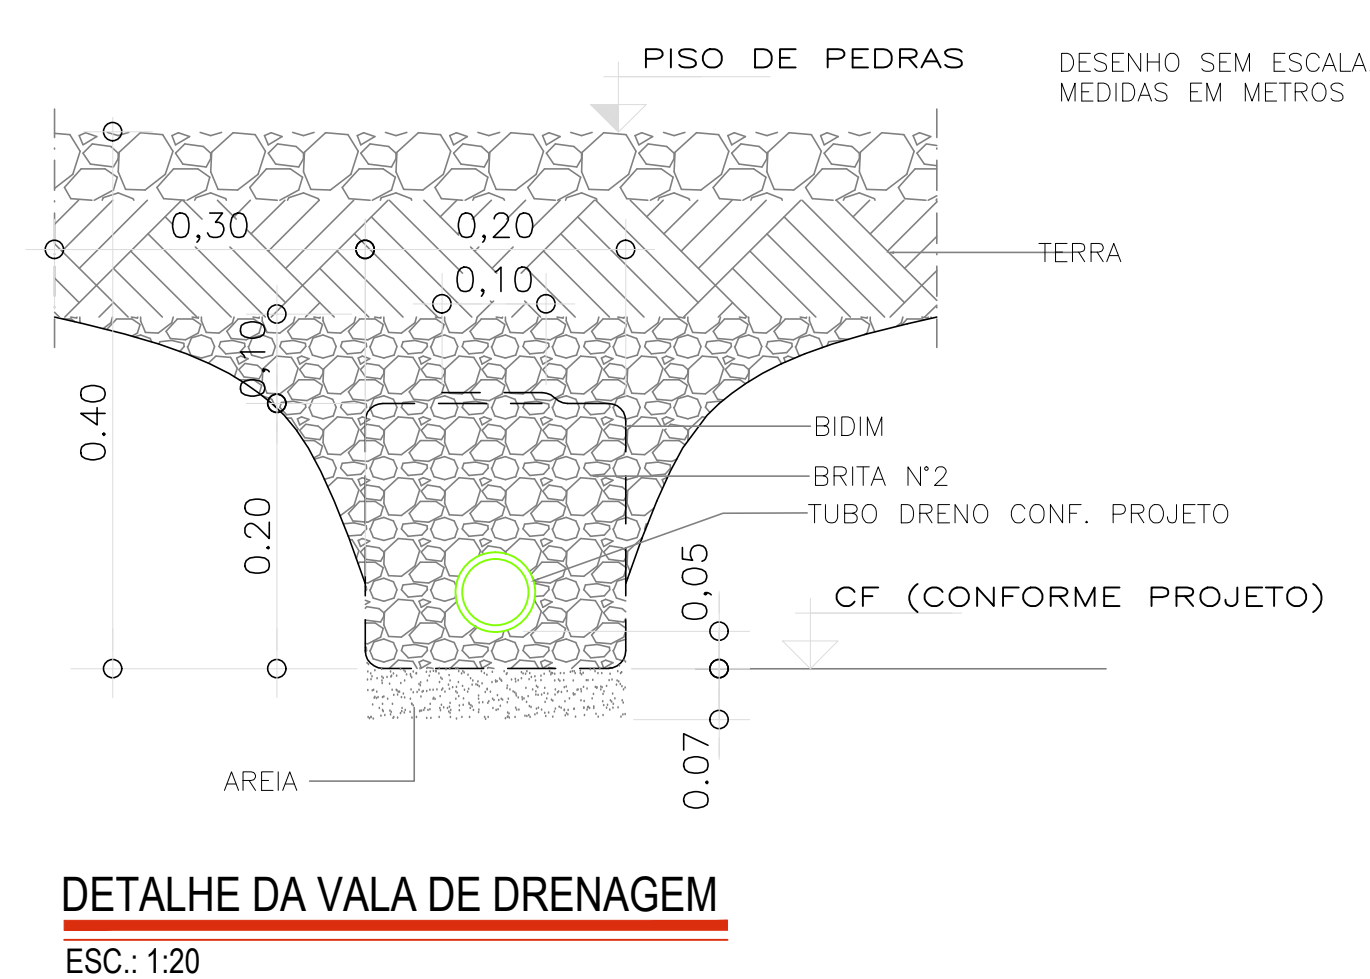 PISO DE PEDRAS
DESENHO SEM ESCALA
MEDIDAS EM METROS
0,30
0,20
TERRA
0,10
0,10
0.40
BIDIM
BRITA N°2
TUBO DRENO CONF. PROJETO
0.20
0,05
CF (CONFORME PROJETO)
0.07
AREIA
DETALHE DA VALA DE DRENAGEM
ESC.: 1:20